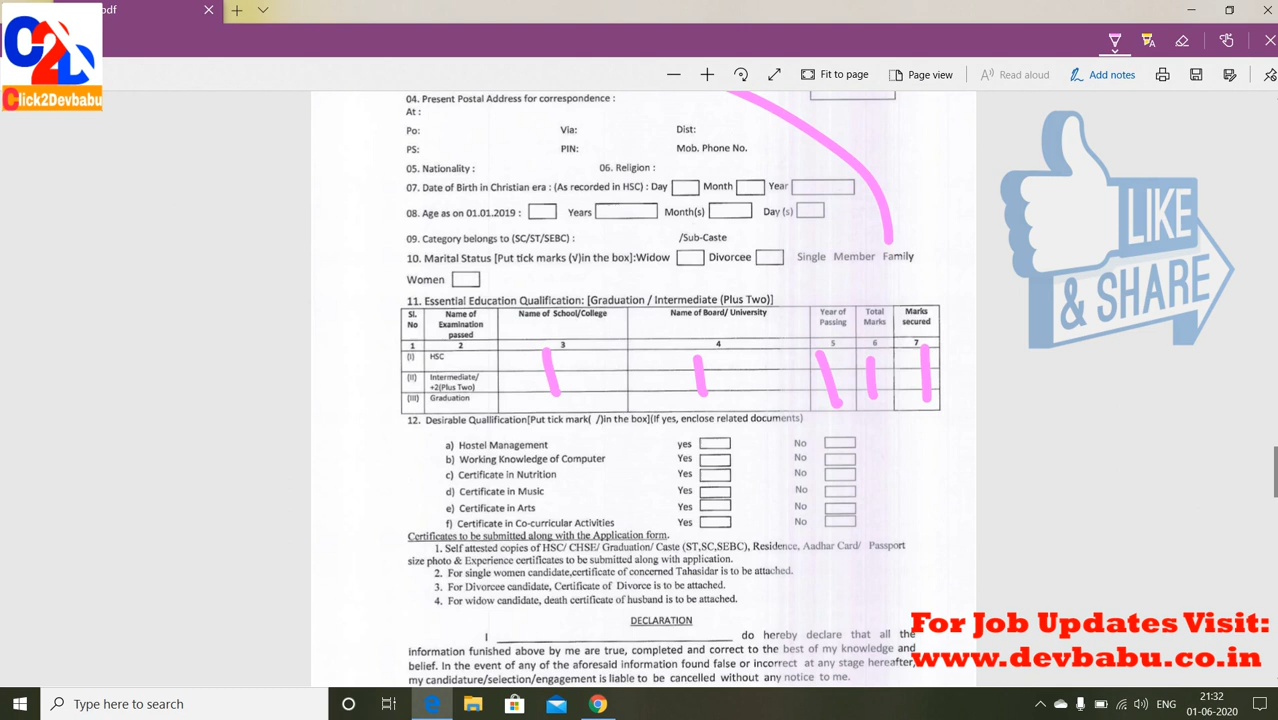 pdf
C2D
Click2Devbabu
Fit to page
Page view
Read aloud
Add notes
04. Present Postal Address for correspondence :
At :
Po: Via: Dist:
PS: PIN: Mob. Phone No.
05. Nationality : 06. Religion :
07. Date of Birth in Christian era : (As recorded in HSC) : Day Month Year
08. Age as on 01.01.2019 : Years Month(s) Day (s)
09. Category belongs to (SC/ST/SEBC) : /Sub-Caste
10. Marital Status [Put tick marks (√)in the box]:Widow Divorcee Single Member Family
Women
11. Essential Education Qualification: [Graduation / Intermediate (Plus Two)]
Sl. No Name of Examination passed Name of School/College Name of Board/ University Year of Passing Total Marks Marks secured
1 2 3 4 5 6 7
(I) HSC
(II) Intermediate/ +2(Plus Two)
(III) Graduation
12. Desirable Quallification[Put tick mark( /)in the box](If yes, enclose related documents)
a) Hostel Management yes No
b) Working Knowledge of Computer Yes No
c) Certificate in Nutrition Yes No
d) Certificate in Music Yes No
e) Certificate in Arts Yes No
f) Certificate in Co-curricular Activities Yes No
Certificates to be submitted along with the Application form.
1. Self attested copies of HSC/ CHSE/ Graduation/ Caste (ST,SC,SEBC), Residence, Aadhar Card/ Passport
size photo & Experience certificates to be submitted along with application.
2. For single women candidate,certificate of concerned Tahasidar is to be attached.
3. For Divorcee candidate, Certificate of Divorce is to be attached.
4. For widow candidate, death certificate of husband is to be attached.
DECLARATION
I do hereby declare that all the
information funished above by me are true, completed and correct to the best of my knowledge and
belief. In the event of any of the aforesaid information found false or incorrect at any stage hereafter,
my candidature/selection/engagement is liable to be cancelled without any notice to me.
LIKE
& SHARE
For Job Updates Visit:
www.devbabu.co.in
Type here to search
ENG
21:32
01-06-2020